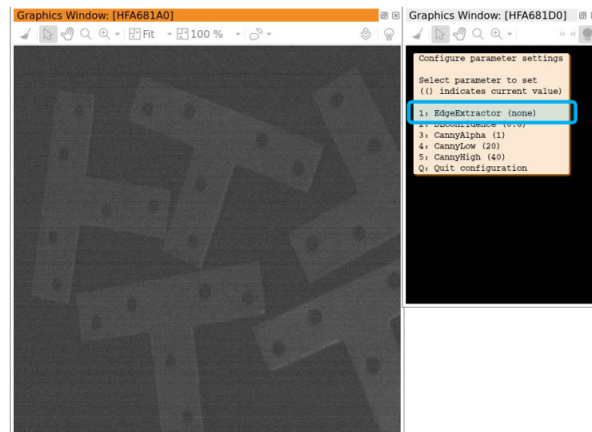 Graphics Window: [HFA681A0]
Fit
100 %
Graphics Window: [HFA681D0]
Configure parameter settings
Select parameter to set
(() indicates current value)
1: EdgeExtractor (none)
3: CannyAlpha (1)
4: CannyLow (20)
5: CannyHigh (40)
Q: Quit configuration